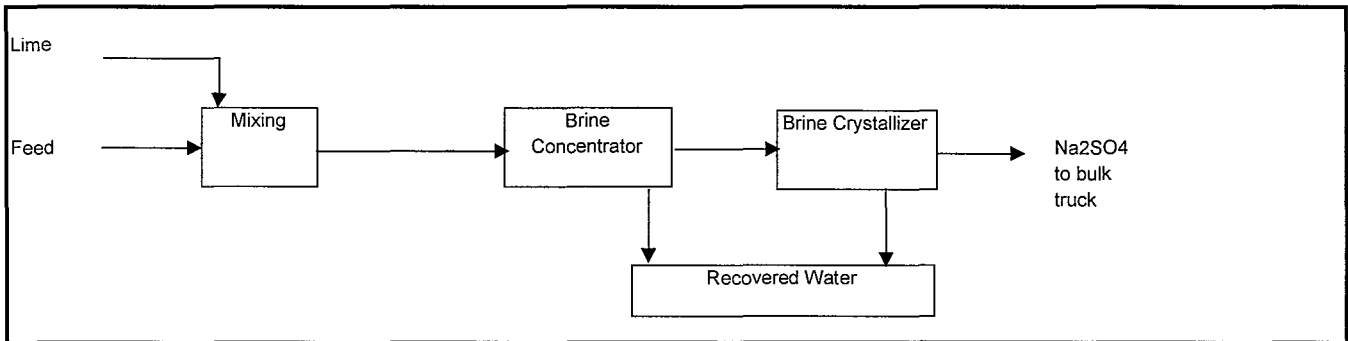 Lime
Mixing
Feed
Brine
Concentrator
Brine Crystallizer
Na2SO4
to bulk
truck
Recovered Water